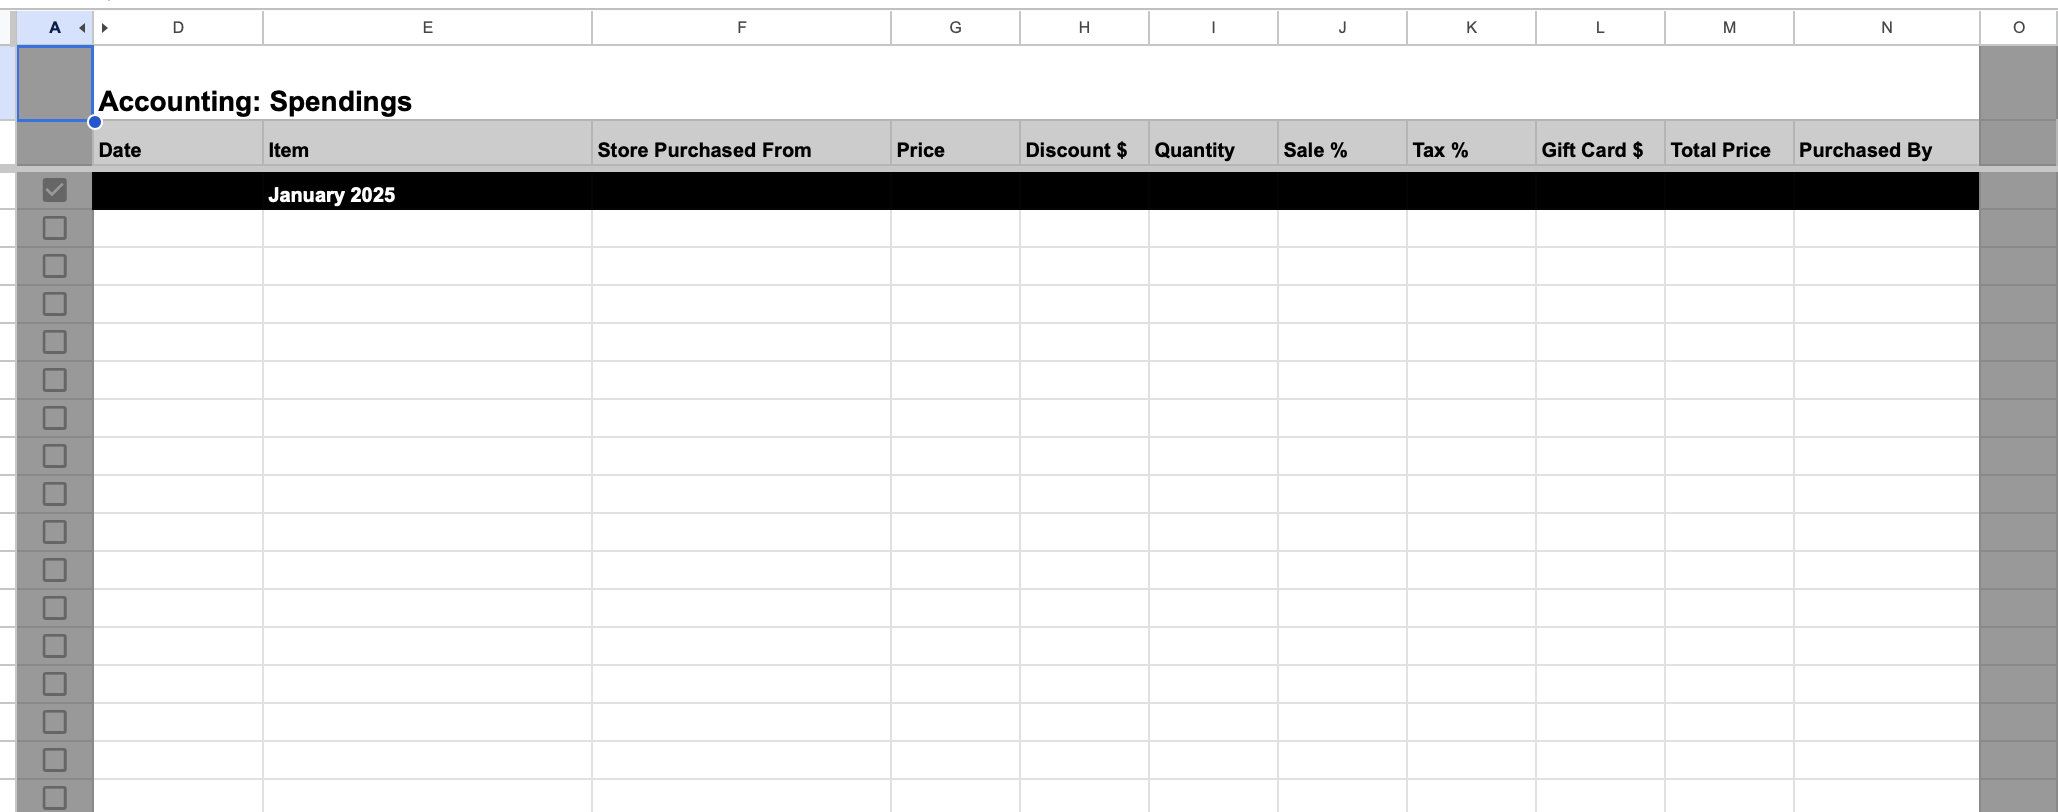 A D E F G H I J K L M N O
Accounting: Spendings
Date Item Store Purchased From Price Discount $ Quantity Sale % Tax % Gift Card $ Total Price Purchased By
January 2025